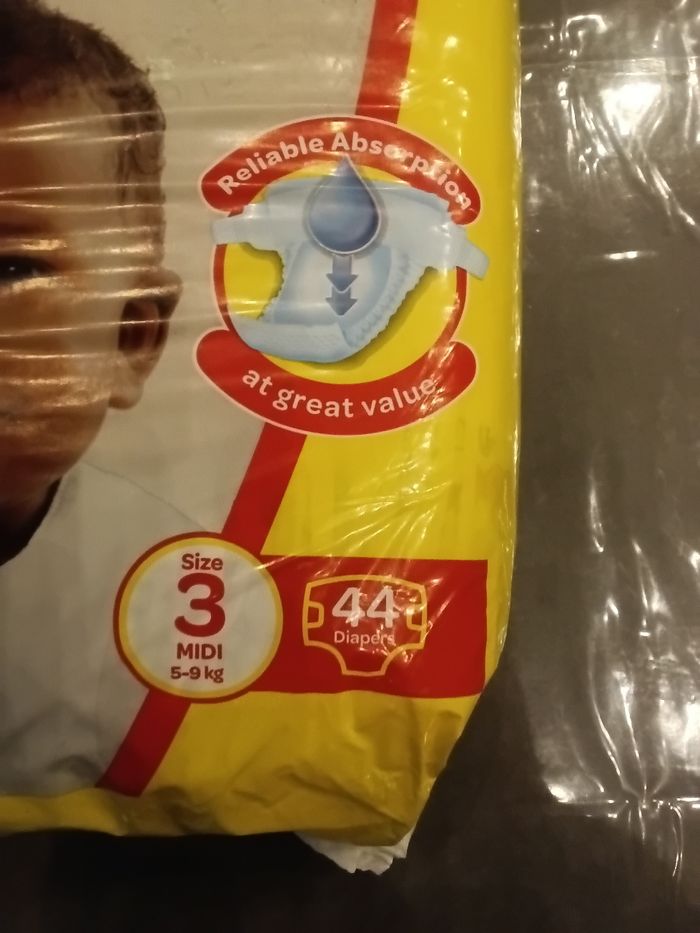 Reliable Absorption
at great value
Size
3
MIDI
5-9 kg
44
Diapers